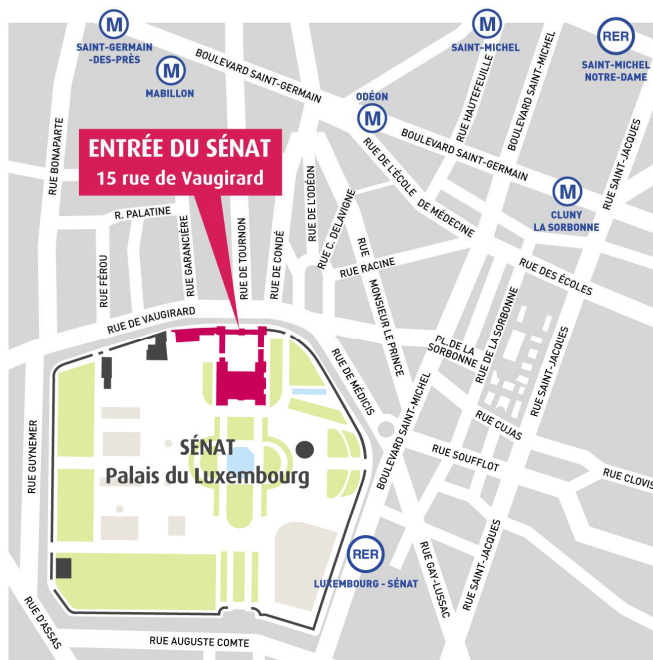 M
SAINT-GERMAIN
-DES-PRÈS
M
MABILLON
BOULEVARD SAINT-GERMAIN
M
SAINT-MICHEL
RER
SAINT-MICHEL
NOTRE-DAME
ODÉON
M
RUE HAUTEFEUILLE
BOULEVARD SAINT-MICHEL
BOULEVARD SAINT-GERMAIN
M
CLUNY
LA SORBONNE
RUE SAINT-JACQUES
RUE BONAPARTE
ENTRÉE DU SÉNAT
15 rue de Vaugirard
RUE DE L'ÉCOLE DE MÉDECINE
R. PALATINE
RUE FÉROU
RUE GARANCIÈRE
RUE DE TOURNON
RUE DE CONDÉ
RUE DE L'ODÉON
RUE C. DELAVIGNE
RUE MONSIEUR LE PRINCE
RUE RACINE
RUE DES ÉCOLES
RUE DE VAUGIRARD
PL. DE LA
SORBONNE
RUE DE LA SORBONNE
RUE SAINT-JACQUES
RUE DE MÉDICIS
BOULEVARD SAINT-MICHEL
RUE CUJAS
RUE SOUFFLOT
RUE CLOVIS
RUE GUYNEMER
SÉNAT
Palais du Luxembourg
RER
LUXEMBOURG - SÉNAT
RUE GAY-LUSSAC
RUE SAINT-JACQUES
RUE D'ASSAS
RUE AUGUSTE COMTE